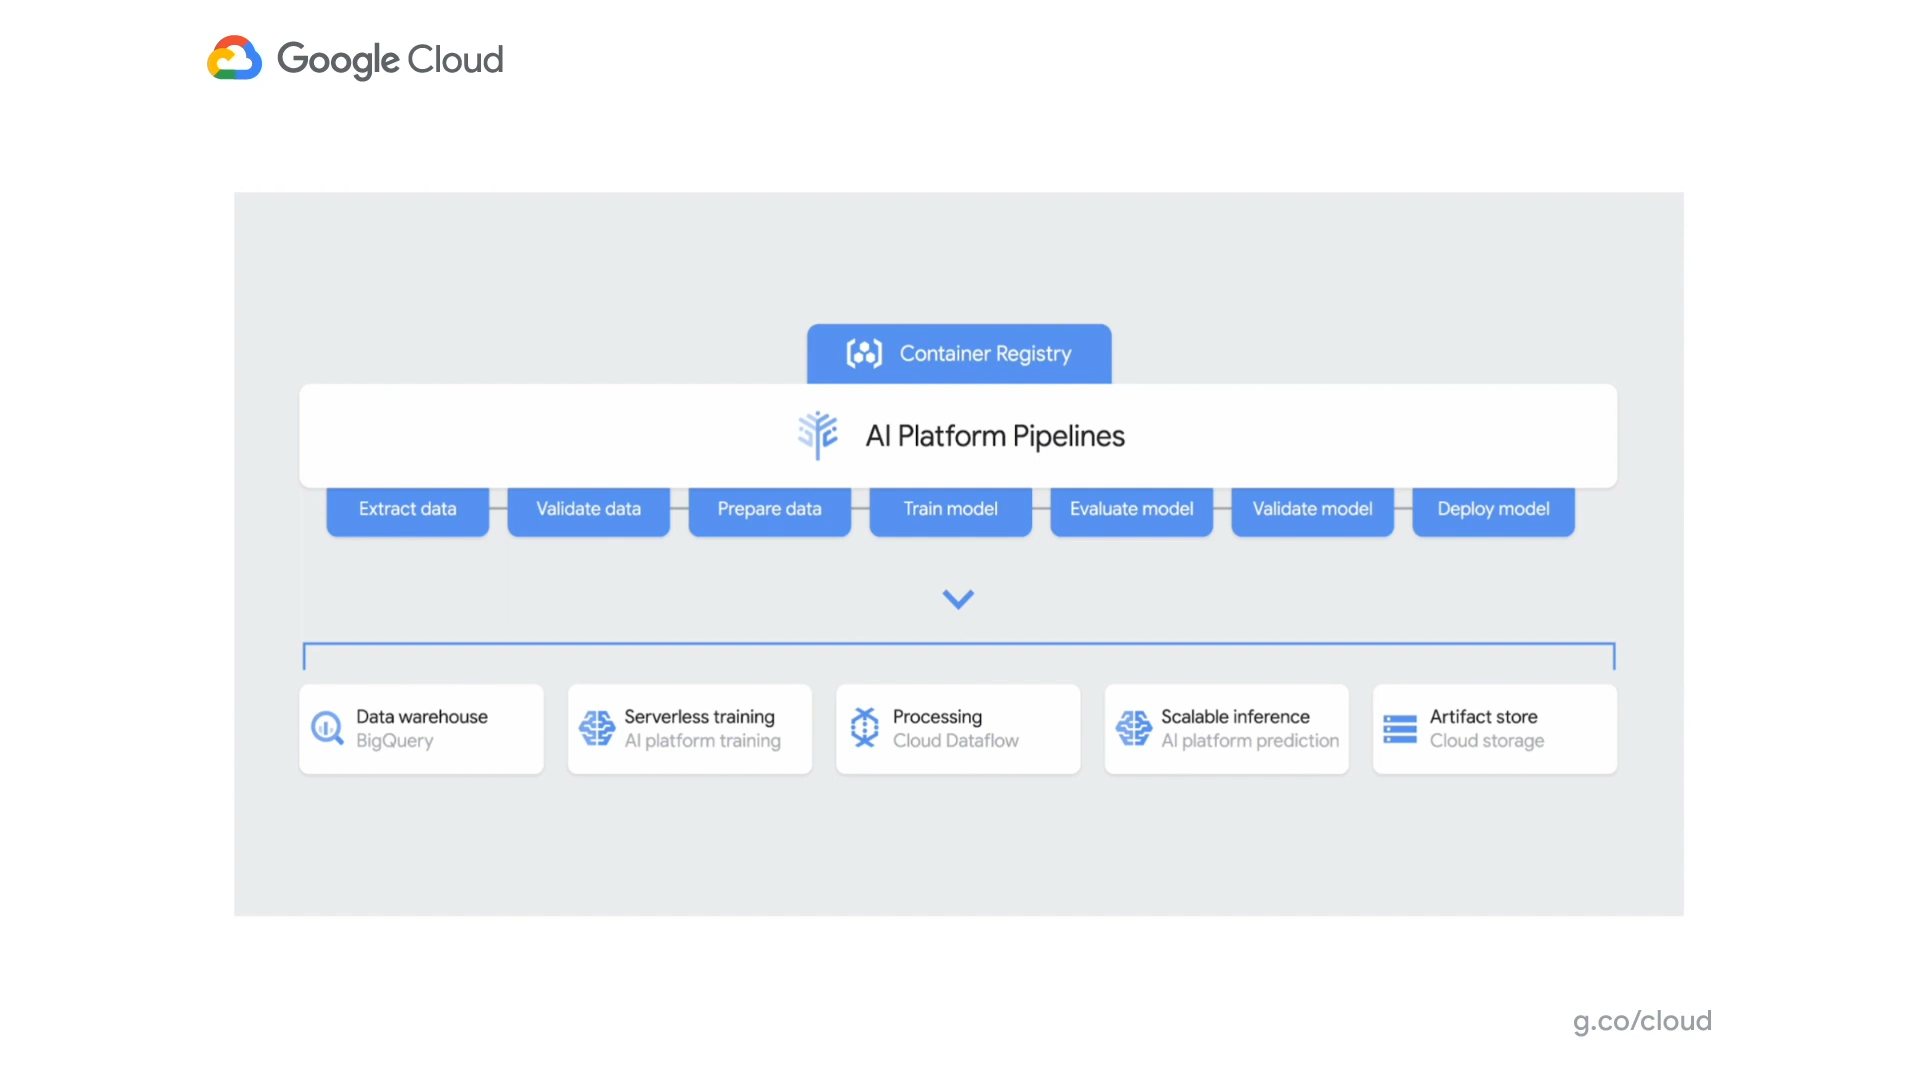 Google Cloud
Container Registry
AI Platform Pipelines
Extract data
Validate data
Prepare data
Train model
Evaluate model
Validate model
Deploy model
Data warehouse
BigQuery
Serverless training
AI platform training
Processing
Cloud Dataflow
Scalable inference
AI platform prediction
Artifact store
Cloud storage
g.co/cloud